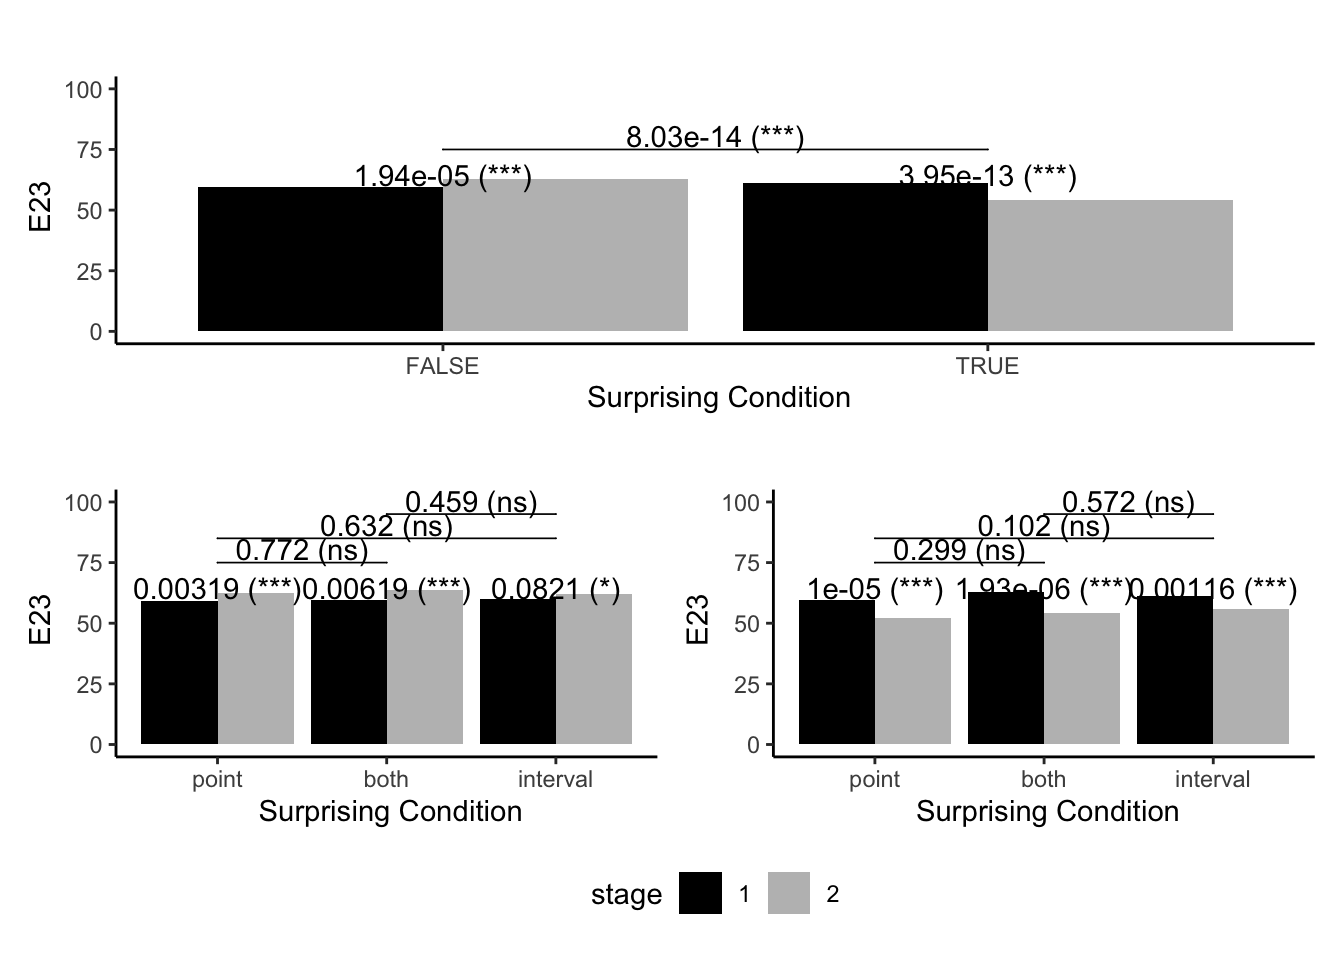 100
75
50
25
0
E23
8.03e-14 (***)
1.94e-05 (***)
3.95e-13 (***)
FALSE
TRUE
Surprising Condition
100
75
50
25
0
E23
0.459 (ns)
0.632 (ns)
0.772 (ns)
0.00319 (***)
0.00619 (***)
0.0821 (*)
point
both
interval
Surprising Condition
100
75
50
25
0
E23
0.572 (ns)
0.102 (ns)
0.299 (ns)
1e-05 (***)
1.93e-06 (***)
0.00116 (***)
point
both
interval
Surprising Condition
stage 1 2